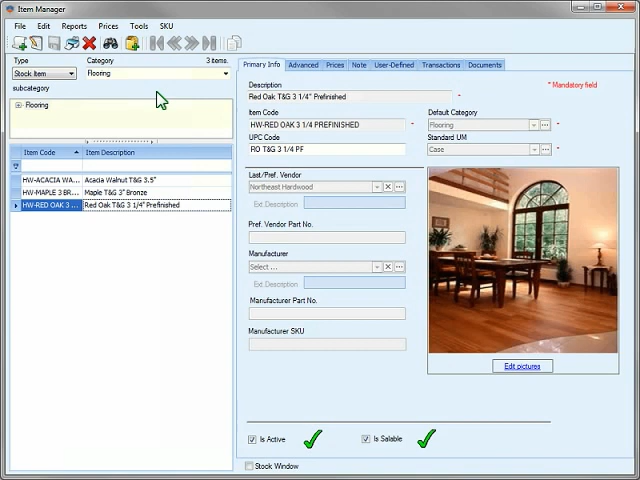 Item Manager
File Edit Reports Prices Tools SKU
Type Category 3 items.
Stock Item Flooring
subcategory
Flooring
Item Code Item Description
HW-ACACIA WA... Acacia Walnut T&G 3.5"
HW-MAPLE 3 BR... Maple T&G 3" Bronze
HW-RED OAK 3 ... Red Oak T&G 3 1/4" Prefinished
Primary Info Advanced Prices Note User-Defined Transactions Documents
Description * Mandatory field
Red Oak T&G 3 1/4" Prefinished *
Item Code Default Category
HW-RED OAK 3 1/4 PREFINISHED * Flooring
UPC Code Standard UM
RO T&G 3 1/4 PF Case *
Last/Pref. Vendor
Northeast Hardwood
Ext.Description
Pref. Vendor Part No.
Manufacturer
Select ...
Ext.Description
Manufacturer Part No.
Manufacturer SKU
Edit pictures
Is Active Is Salable
Stock Window